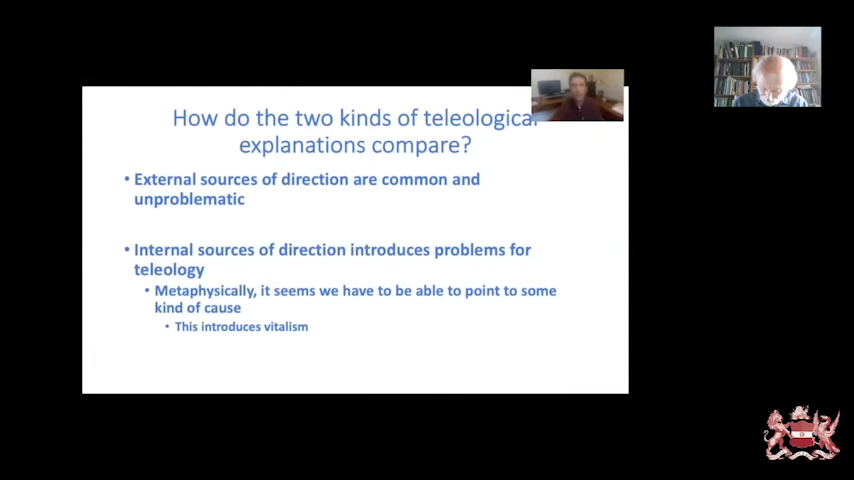 How do the two kinds of teleological
explanations compare?
• External sources of direction are common and
unproblematic
• Internal sources of direction introduces problems for
teleology
• Metaphysically, it seems we have to be able to point to some
kind of cause
• This introduces vitalism